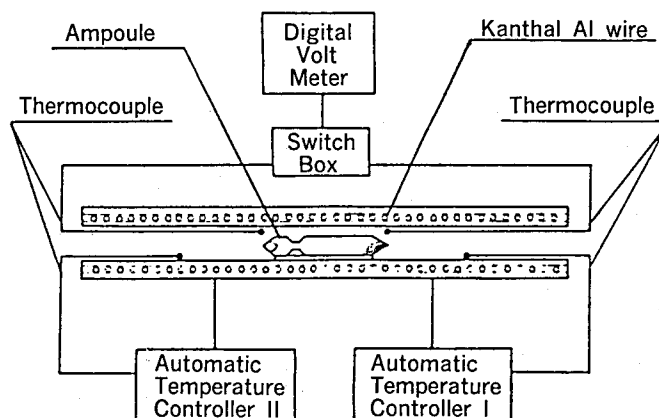 Ampoule
Digital
Volt
Meter
Kanthal Al wire
Thermocouple
Thermocouple
Switch
Box
Automatic
Temperature
Controller II
Automatic
Temperature
Controller I